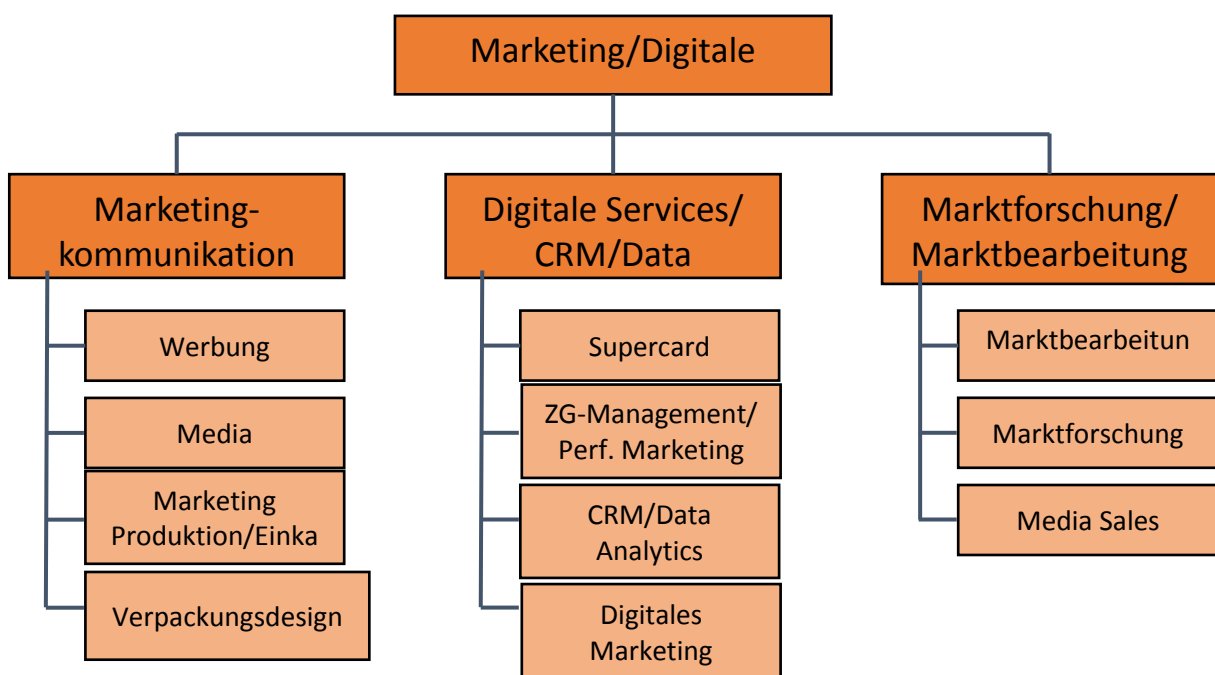 Marketing/Digitale
Marketing-
kommunikation
Werbung
Media
Marketing
Produktion/Einka
Verpackungsdesign
Digitale Services/
CRM/Data
Supercard
ZG-Management/
Perf. Marketing
CRM/Data
Analytics
Digitales
Marketing
Marktforschung/
Marktbearbeitung
Marktbearbeitun
Marktforschung
Media Sales